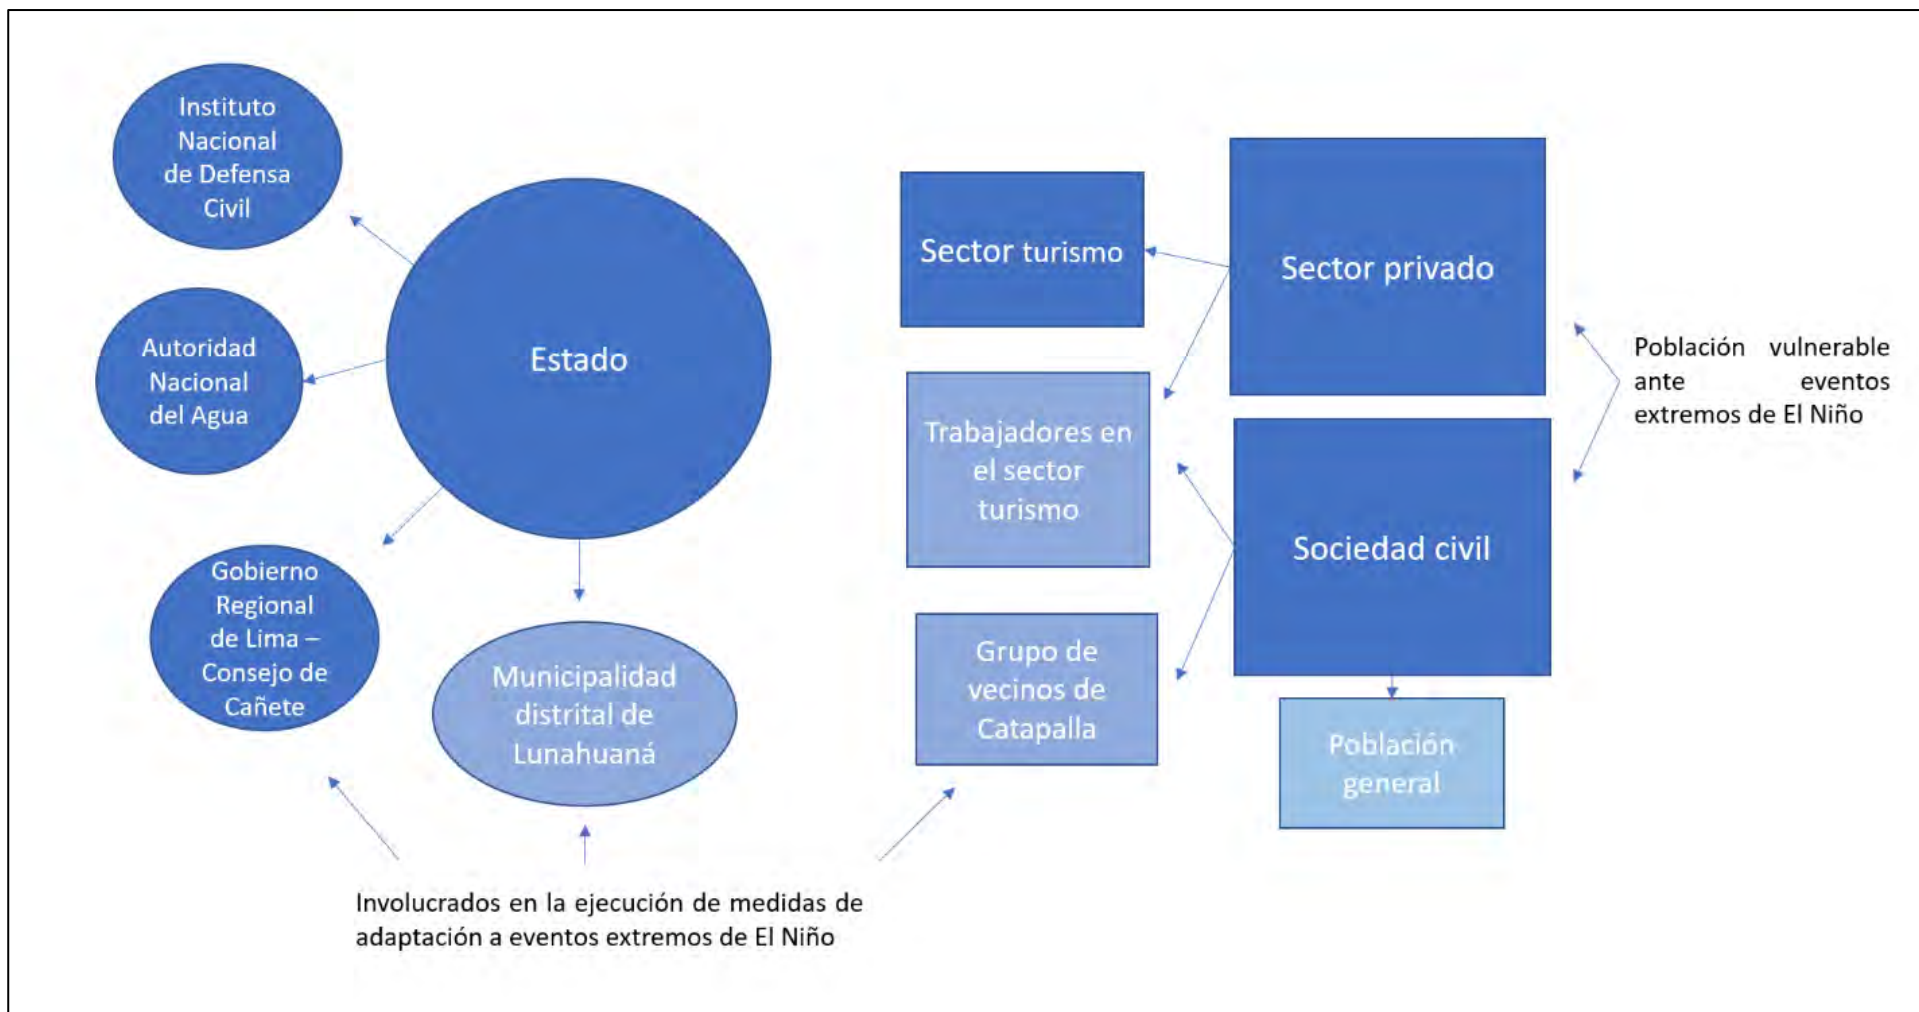 Instituto
Nacional
de Defensa
Civil
Autoridad
Nacional
del Agua
Gobierno
Regional
de Lima –
Consejo de
Cañete
Estado
Municipalidad
distrital de
Lunahuaná
Involucrados en la ejecución de medidas de
adaptación a eventos extremos de El Niño
Sector turismo
Trabajadores en
el sector
turismo
Grupo de
vecinos de
Catapalla
Sector privado
Sociedad civil
Población
general
Población vulnerable
ante eventos
extremos de El Niño